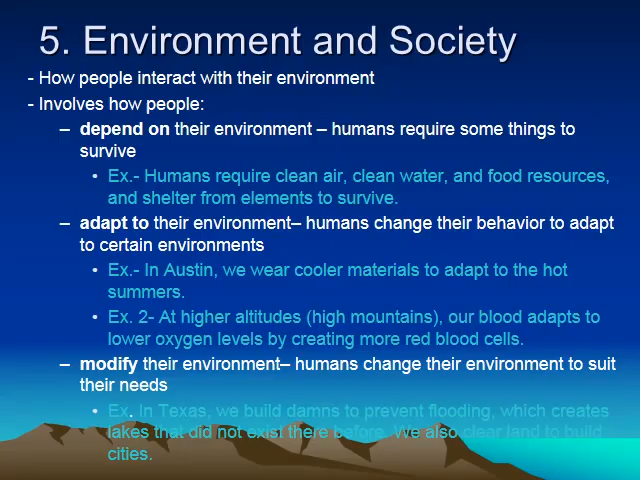 5. Environment and Society
- How people interact with their environment
- Involves how people:
– depend on their environment – humans require some things to
survive
• Ex.- Humans require clean air, clean water, and food resources,
and shelter from elements to survive.
– adapt to their environment– humans change their behavior to adapt
to certain environments
• Ex.- In Austin, we wear cooler materials to adapt to the hot
summers.
• Ex. 2- At higher altitudes (high mountains), our blood adapts to
lower oxygen levels by creating more red blood cells.
– modify their environment– humans change their environment to suit
their needs
• Ex. In Texas, we build damns to prevent flooding, which creates
lakes that did not exist there before. We also clear land to build
cities.